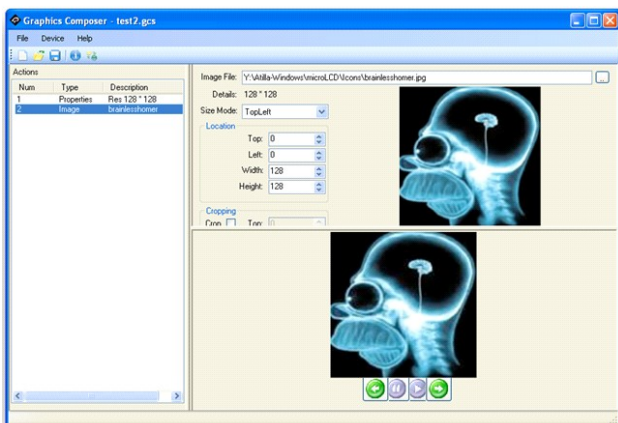 Graphics Composer - test2.gcs
File Device Help
Actions
Num Type Description
1 Properties Res 128 * 128
2 Image brainlesshomer
Image File: Y:\Atilla-Windows\microLCD\Icons\brainlesshomer.jpg ...
Details: 128 * 128
Size Mode: TopLeft
Location
Top: 0
Left: 0
Width: 128
Height: 128
Cropping
Crop Top: 0